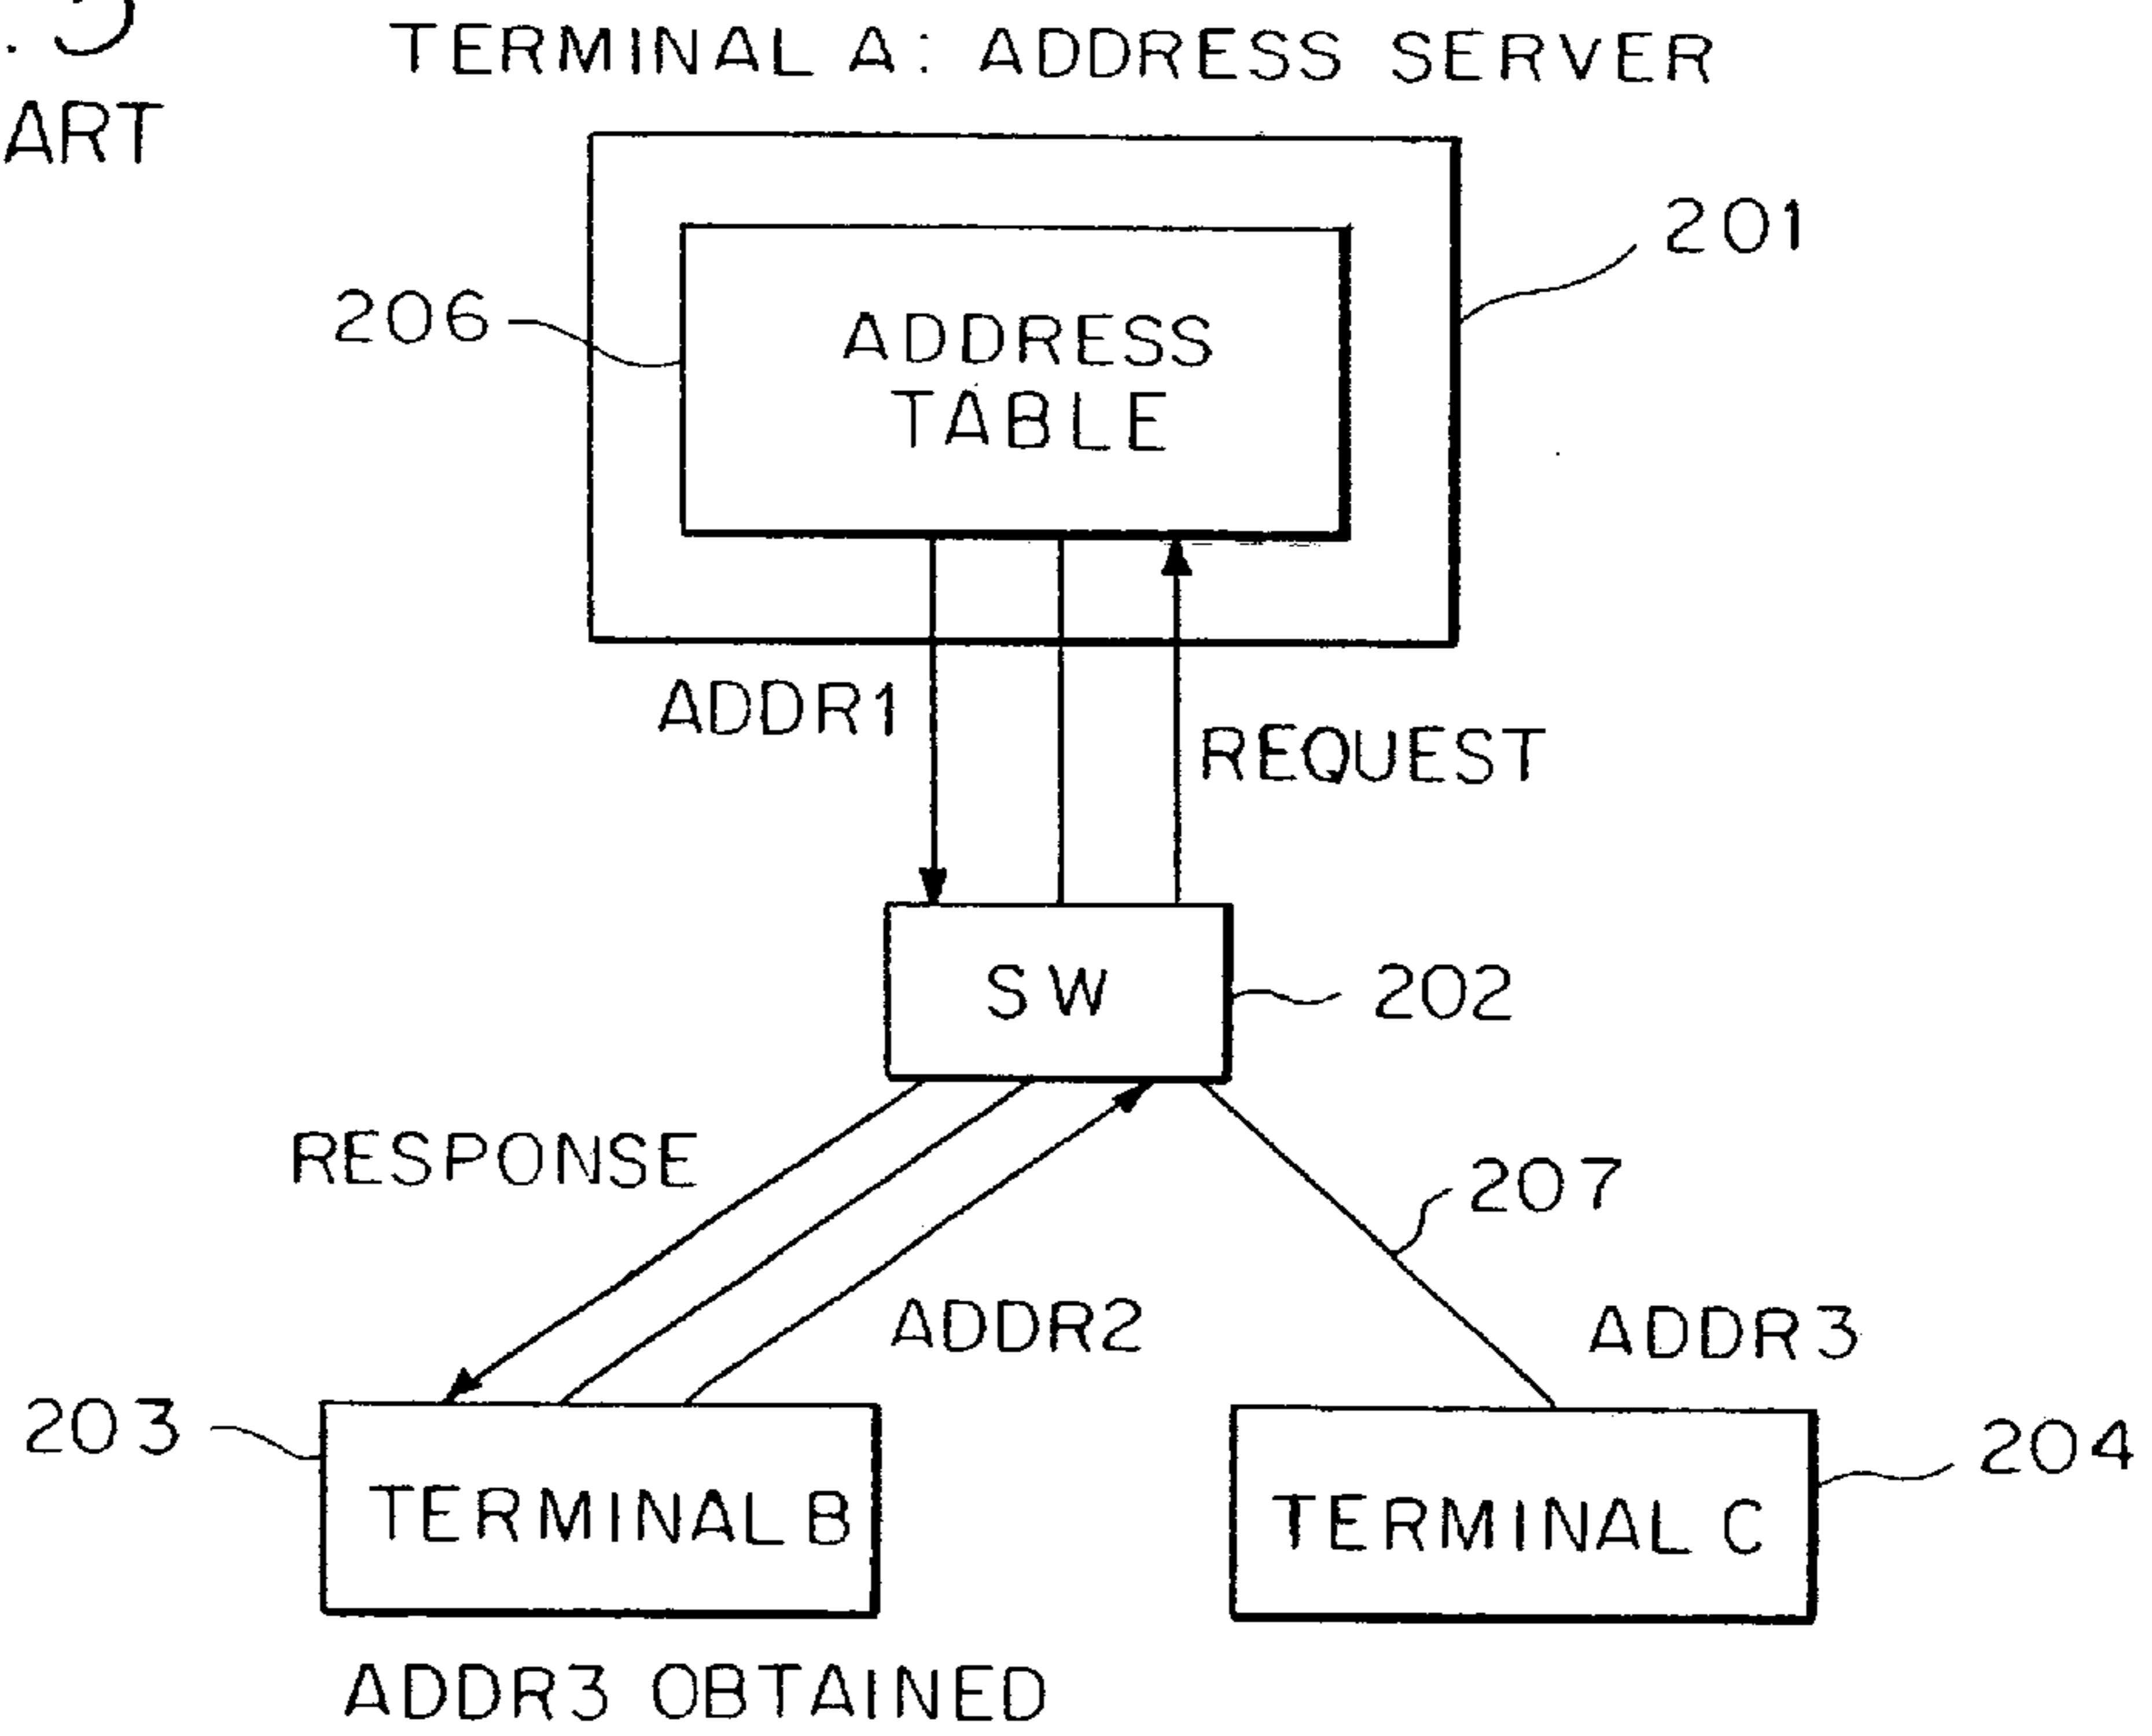 . 5
TERMINAL A: ADDRESS SERVER
ART
201
206
ADDRESS
TABLE
ADDR1
REQUEST
SW
202
RESPONSE
207
ADDR2
ADDR3
203
204
TERMINAL B
TERMINAL C
ADDR3 OBTAINED